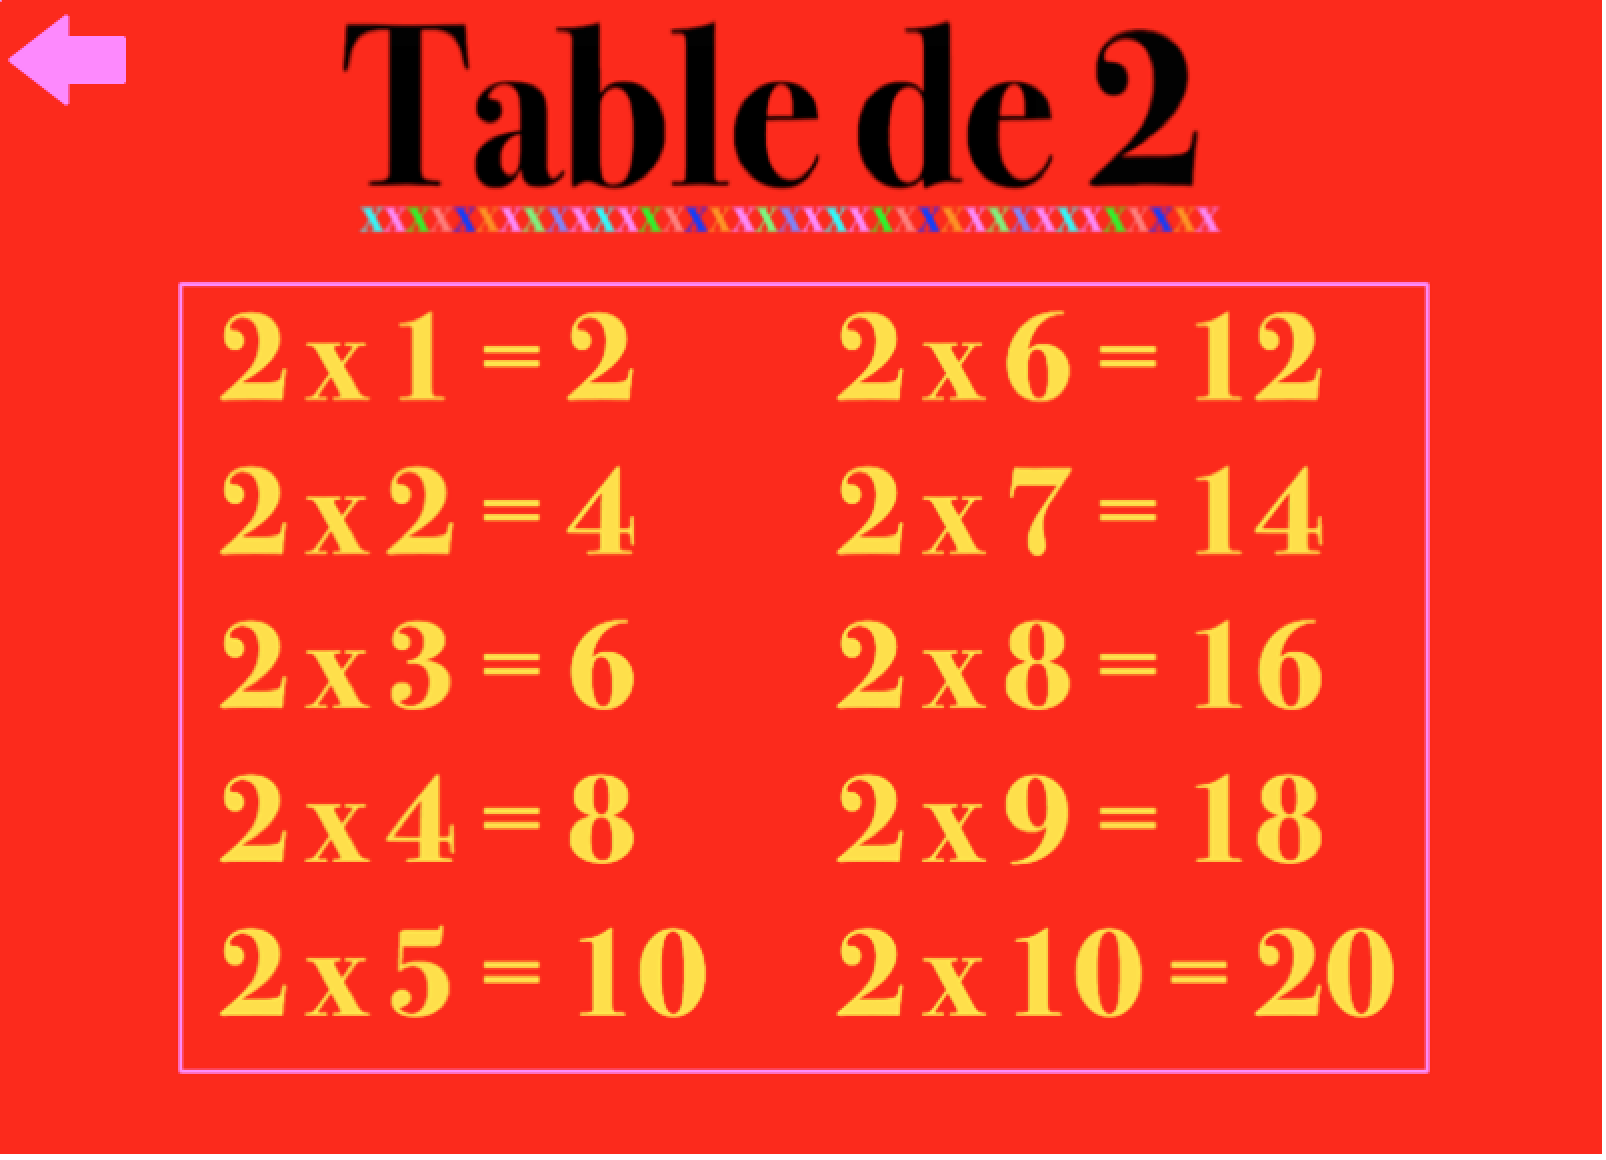 Table de 2
xxxxxxxxxxxxxxxxxxxxxxxxxxxxxxxxxxxxx
2 x 1 = 2
2 x 2 = 4
2 x 3 = 6
2 x 4 = 8
2 x 5 = 10
2 x 6 = 12
2 x 7 = 14
2 x 8 = 16
2 x 9 = 18
2 x 10 = 20